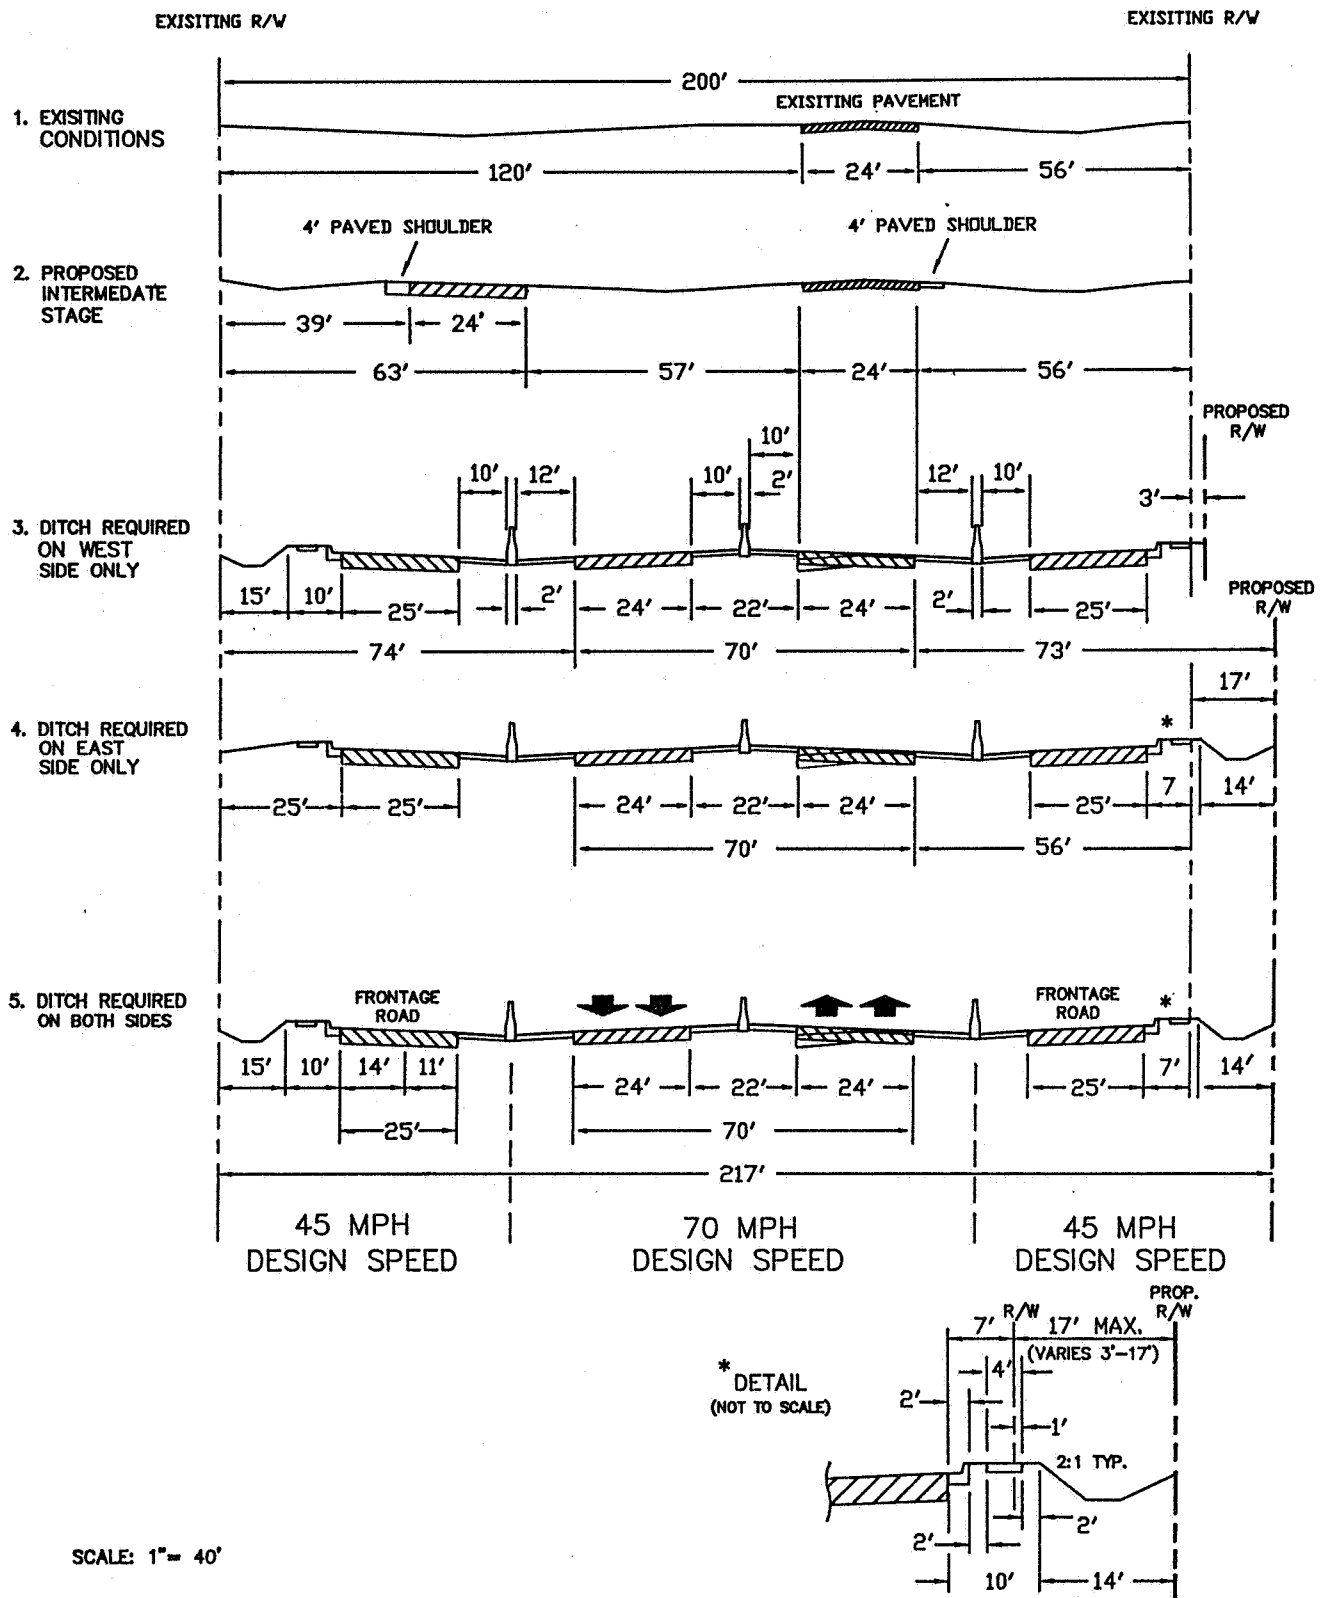 EXISITING R/W
EXISITING R/W
200'
1. EXISITING
CONDITIONS
EXISITING PAVEMENT
120'
24'
56'
4' PAVED SHOULDER
4' PAVED SHOULDER
2. PROPOSED
INTERMEDATE
STAGE
39'
24'
63'
57'
24'
56'
PROPOSED
R/W
10'
10'
12'
10'
2'
12'
10'
3'
3. DITCH REQUIRED
ON WEST
SIDE ONLY
15'
10'
25'
2'
24'
22'
24'
2'
25'
PROPOSED
R/W
74'
70'
73'
17'
4. DITCH REQUIRED
ON EAST
SIDE ONLY
*
25'
25'
24'
22'
24'
25'
7
14'
70'
56'
5. DITCH REQUIRED
ON BOTH SIDES
FRONTAGE
ROAD
FRONTAGE
ROAD
*
15'
10'
14'
11'
24'
22'
24'
25'
7'
14'
25'
70'
217'
45 MPH
DESIGN SPEED
70 MPH
DESIGN SPEED
45 MPH
DESIGN SPEED
PROP.
R/W
R/W
7'
17' MAX.
(VARIES 3'-17')
* DETAIL
(NOT TO SCALE)
4'
2'
1'
2:1 TYP.
2'
2'
10'
14'
SCALE: 1"= 40'